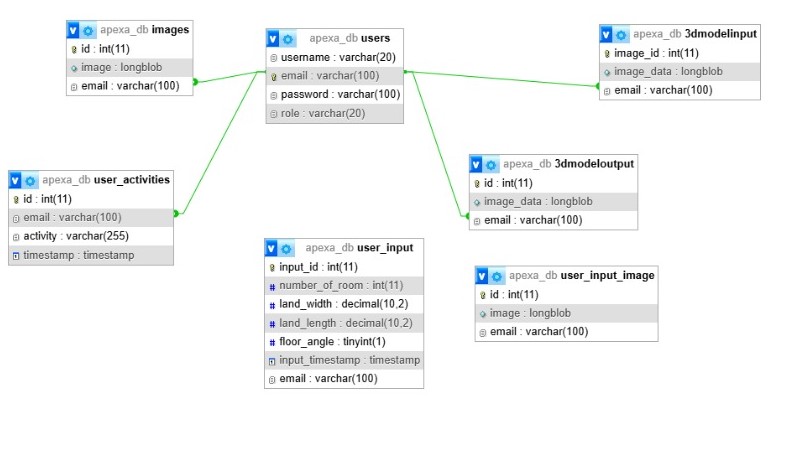 apexa_db images
id : int(11)
image : longblob
email : varchar(100)
apexa_db users
username : varchar(20)
email : varchar(100)
password : varchar(100)
role : varchar(20)
apexa_db 3dmodelinput
image_id : int(11)
image_data : longblob
email : varchar(100)
apexa_db user_activities
id : int(11)
email : varchar(100)
activity : varchar(255)
timestamp : timestamp
apexa_db 3dmodeloutput
id : int(11)
image_data : longblob
email : varchar(100)
apexa_db user_input
input_id : int(11)
number_of_room : int(11)
land_width : decimal(10,2)
land_length : decimal(10,2)
floor_angle : tinyint(1)
input_timestamp : timestamp
email : varchar(100)
apexa_db user_input_image
id : int(11)
image : longblob
email : varchar(100)